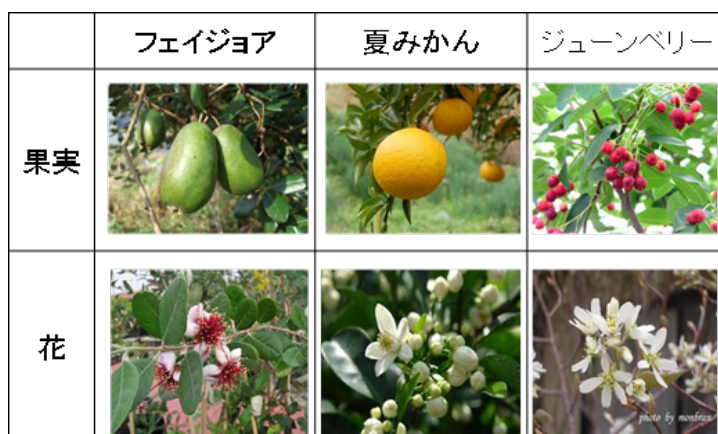 フェイジョア
夏みかん
ジューンベリー
果実
花
photo by monbran